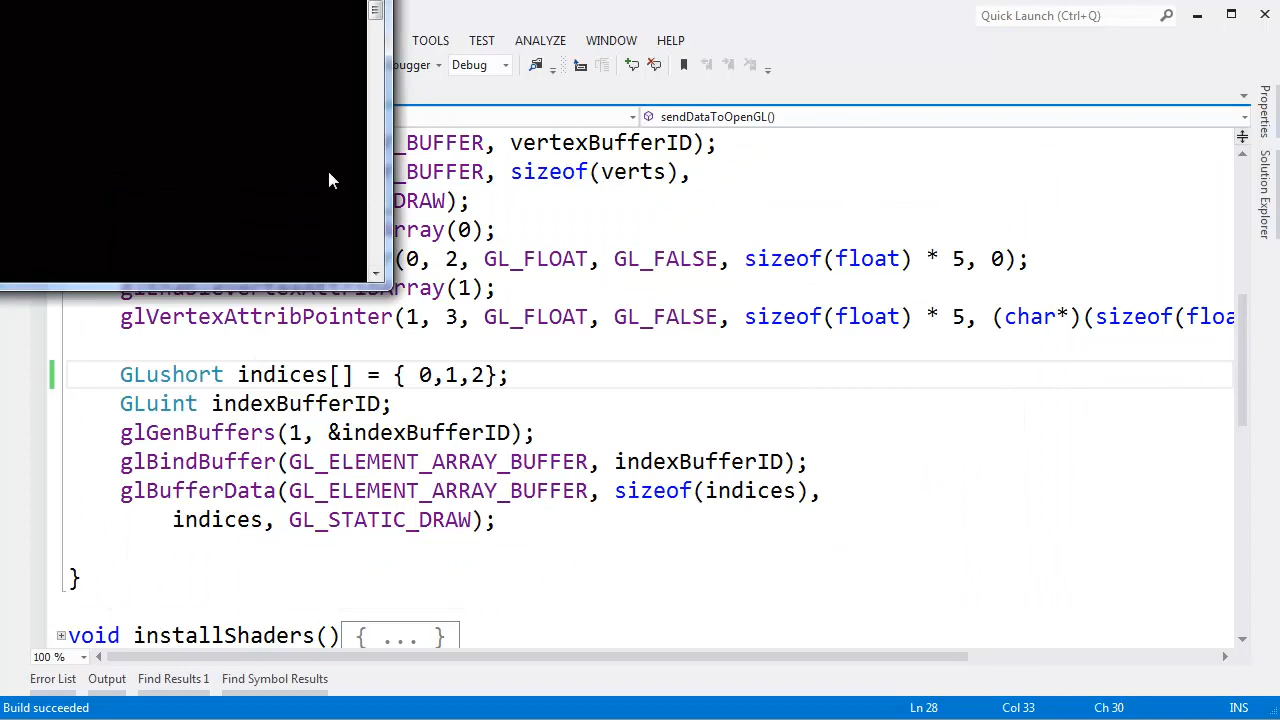 Quick Launch (Ctrl+Q)
TOOLS TEST ANALYZE WINDOW HELP
Debug
sendDataToOpenGL()
_BUFFER, vertexBufferID);
_BUFFER, sizeof(verts),
DRAW);
rray(0);
(0, 2, GL_FLOAT, GL_FALSE, sizeof(float) * 5, 0);
glEnableVertexAttribArray(1);
glVertexAttribPointer(1, 3, GL_FLOAT, GL_FALSE, sizeof(float) * 5, (char*)(sizeof(floa
GLushort indices[] = { 0,1,2};
GLuint indexBufferID;
glGenBuffers(1, &indexBufferID);
glBindBuffer(GL_ELEMENT_ARRAY_BUFFER, indexBufferID);
glBufferData(GL_ELEMENT_ARRAY_BUFFER, sizeof(indices),
indices, GL_STATIC_DRAW);
}
void installShaders(){ ... }
100 %
Error List Output Find Results 1 Find Symbol Results
Build succeeded Ln 28 Col 33 Ch 30 INS
Properties
Solution Explorer